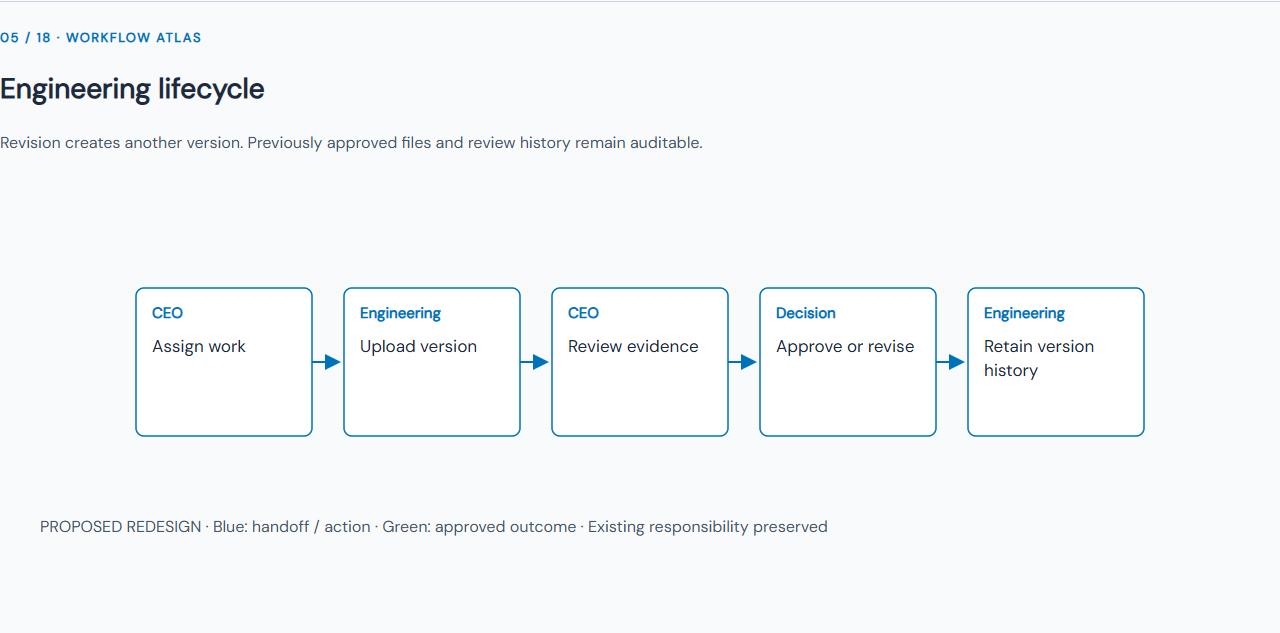 05 / 18 · WORKFLOW ATLAS
Engineering lifecycle
Revision creates another version. Previously approved files and review history remain auditable.
CEO
Assign work
Engineering
Upload version
CEO
Review evidence
Decision
Approve or revise
Engineering
Retain version
history
PROPOSED REDESIGN · Blue: handoff / action · Green: approved outcome · Existing responsibility preserved